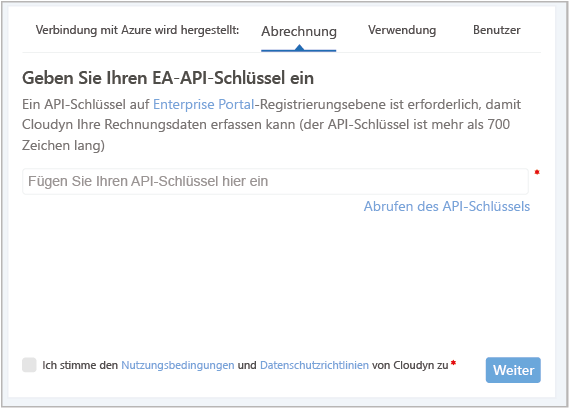 Verbindung mit Azure wird hergestellt: Abrechnung Verwendung Benutzer
Geben Sie Ihren EA-API-Schlüssel ein
Ein API-Schlüssel auf Enterprise Portal-Registrierungsebene ist erforderlich, damit
Cloudyn Ihre Rechnungsdaten erfassen kann (der API-Schlüssel ist mehr als 700
Zeichen lang)
Fügen Sie Ihren API-Schlüssel hier ein *
Abrufen des API-Schlüssels
Ich stimme den Nutzungsbedingungen und Datenschutzrichtlinien von Cloudyn zu * Weiter